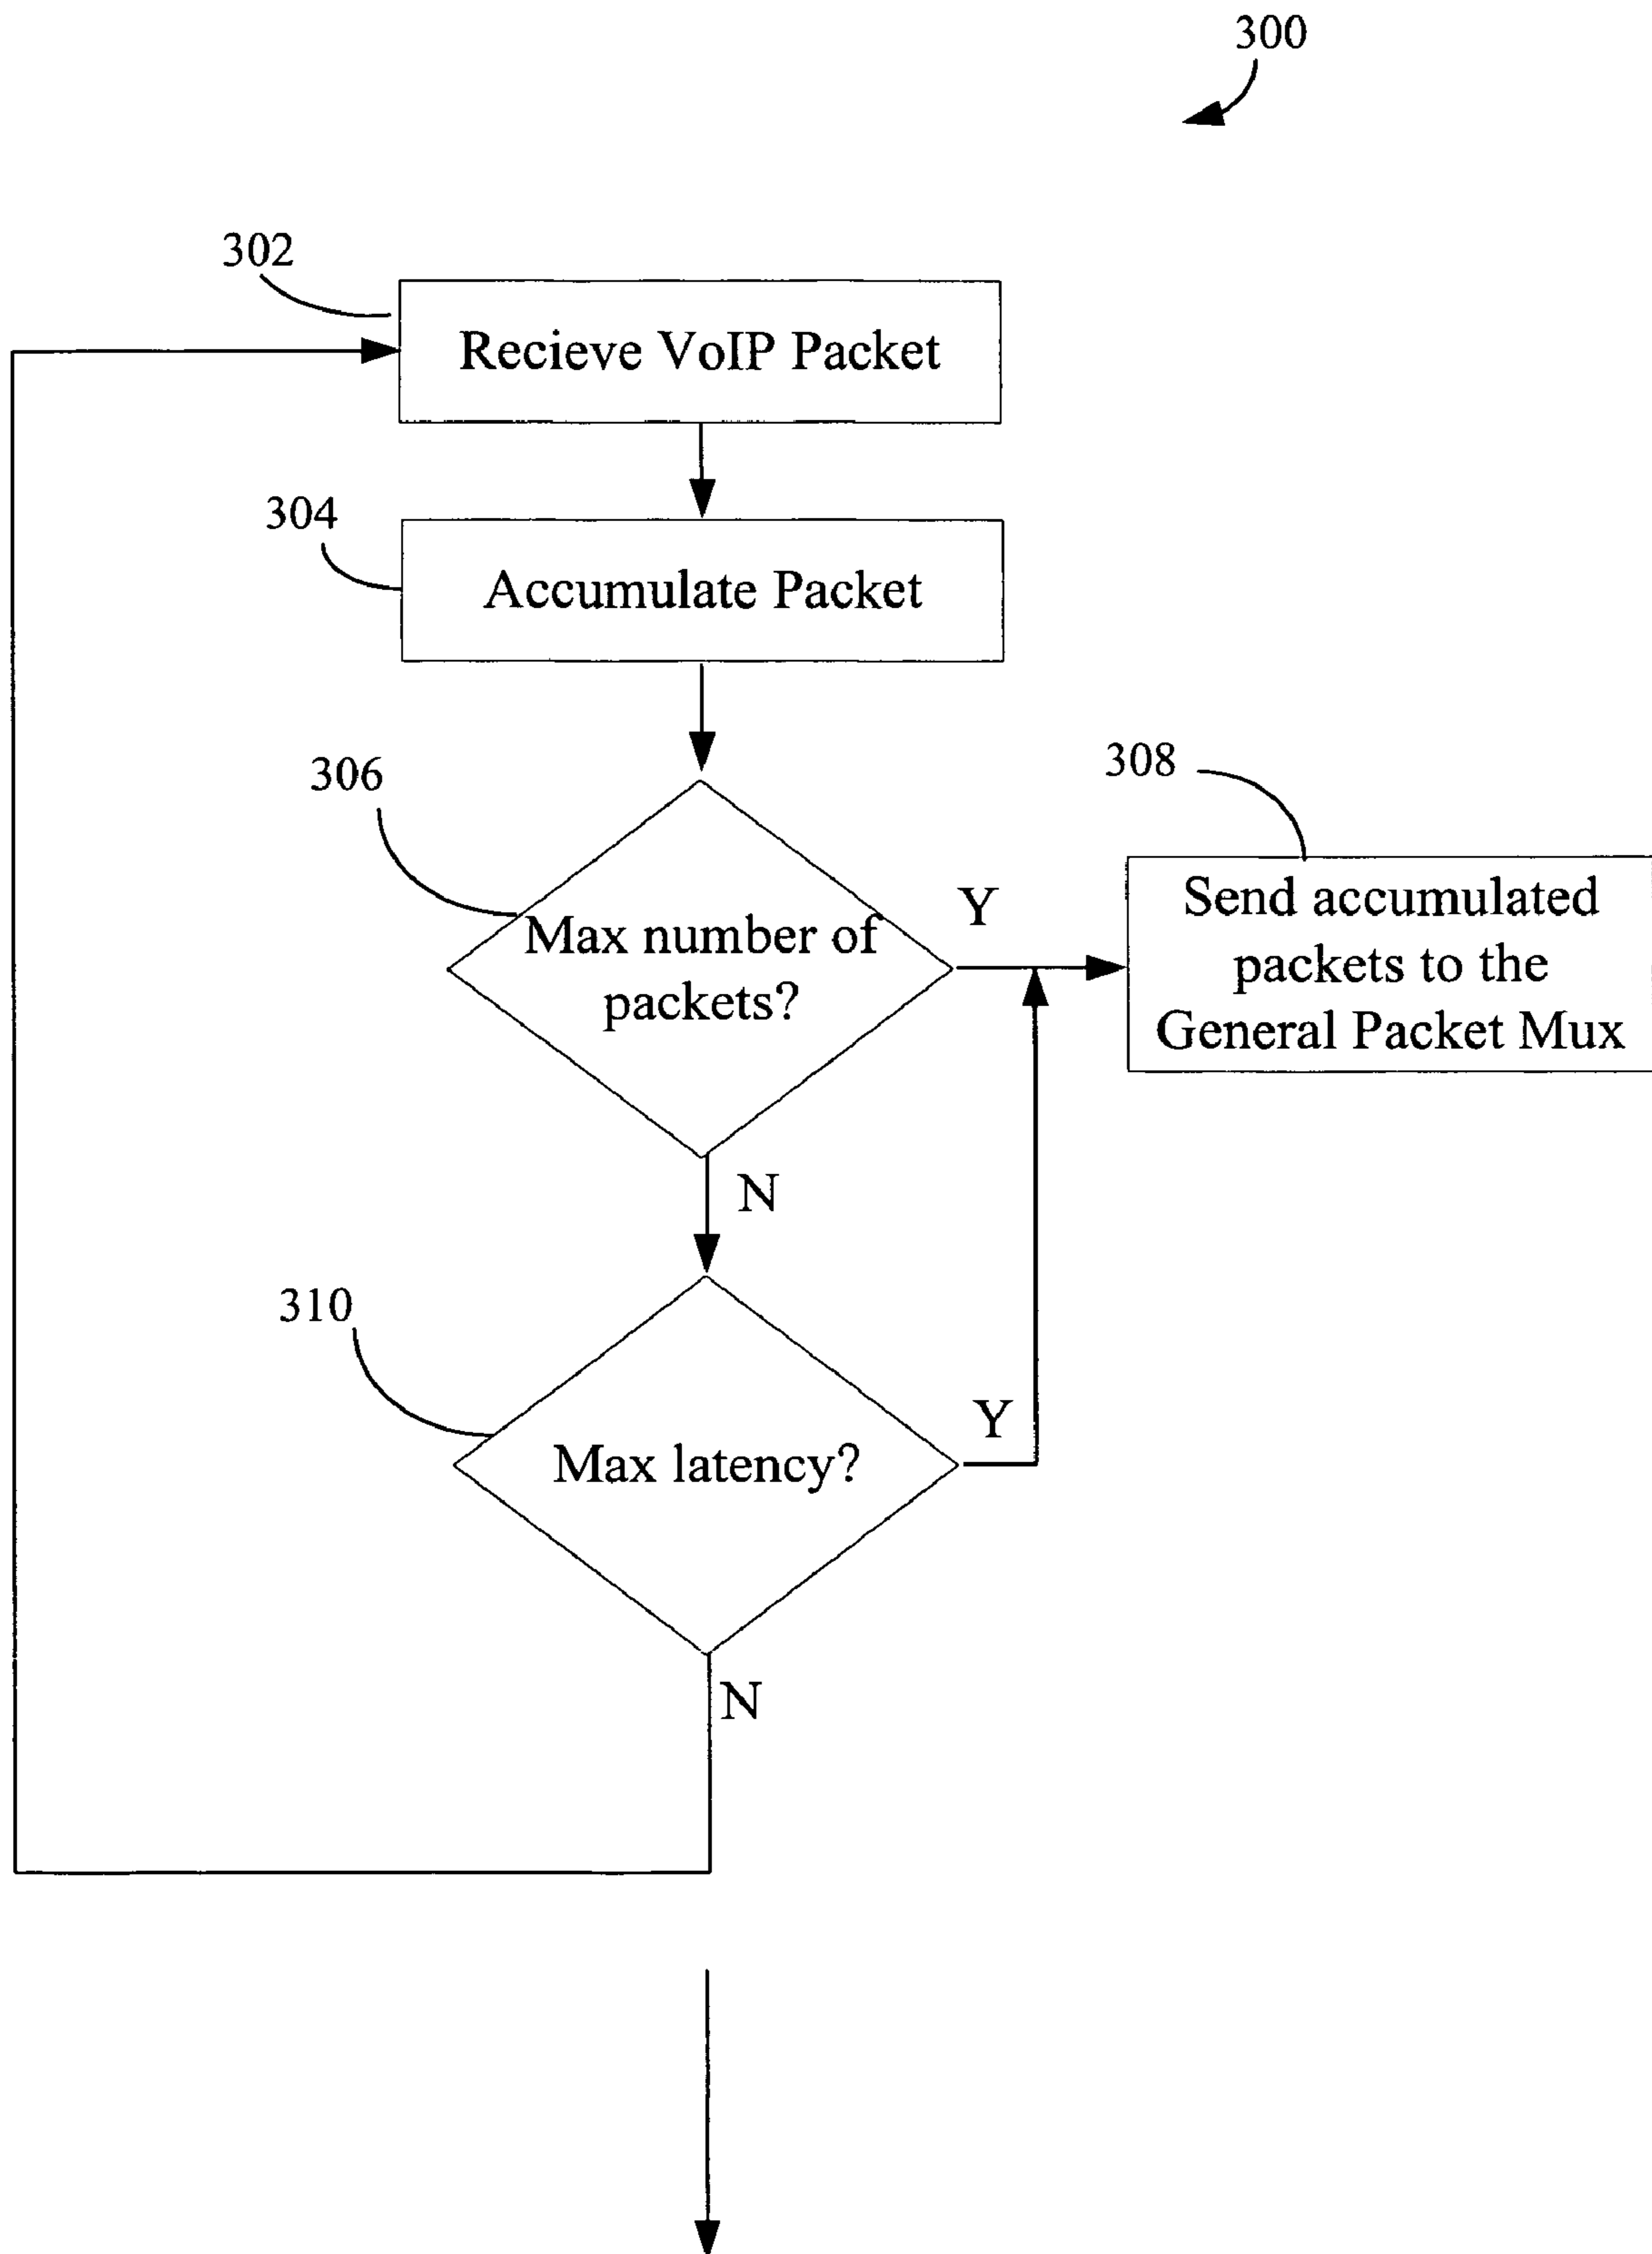 300
302
Recieve VoIP Packet
304
Accumulate Packet
306
Max number of
packets?
Y
308
Send accumulated
packets to the
General Packet Mux
N
310
Max latency?
Y
N